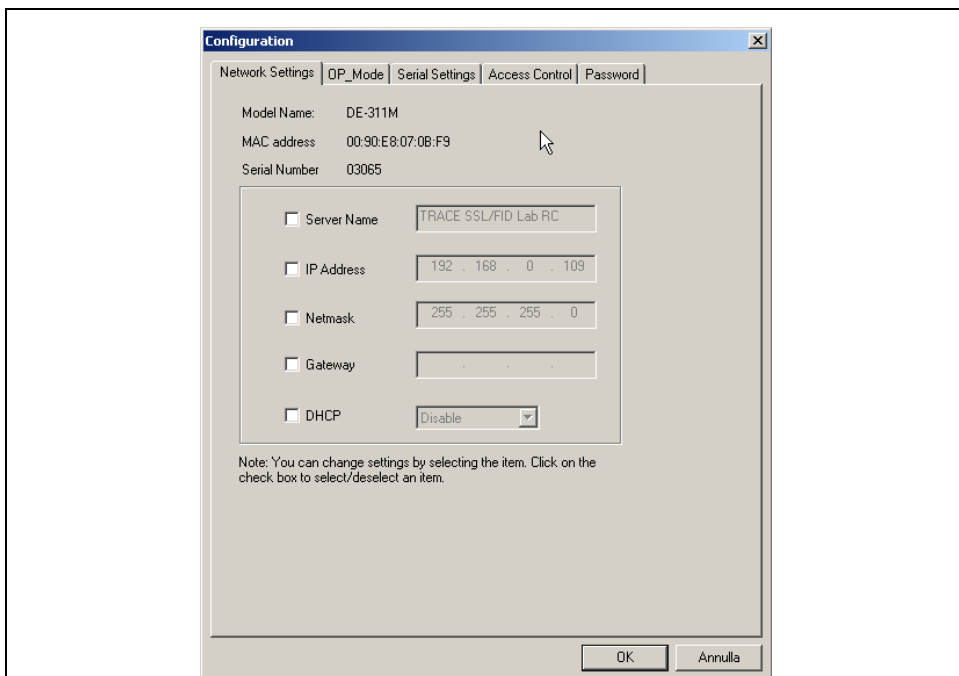 Configuration
Network Settings OP_Mode Serial Settings Access Control Password
Model Name: DE-311M
MAC address 00:90:E8:07:0B:F9
Serial Number 03065
Server Name TRACE SSL/FID Lab RC
IP Address 192 . 168 . 0 . 109
Netmask 255 . 255 . 255 . 0
Gateway . . .
DHCP Disable
Note: You can change settings by selecting the item. Click on the
check box to select/deselect an item.
OK Annulla